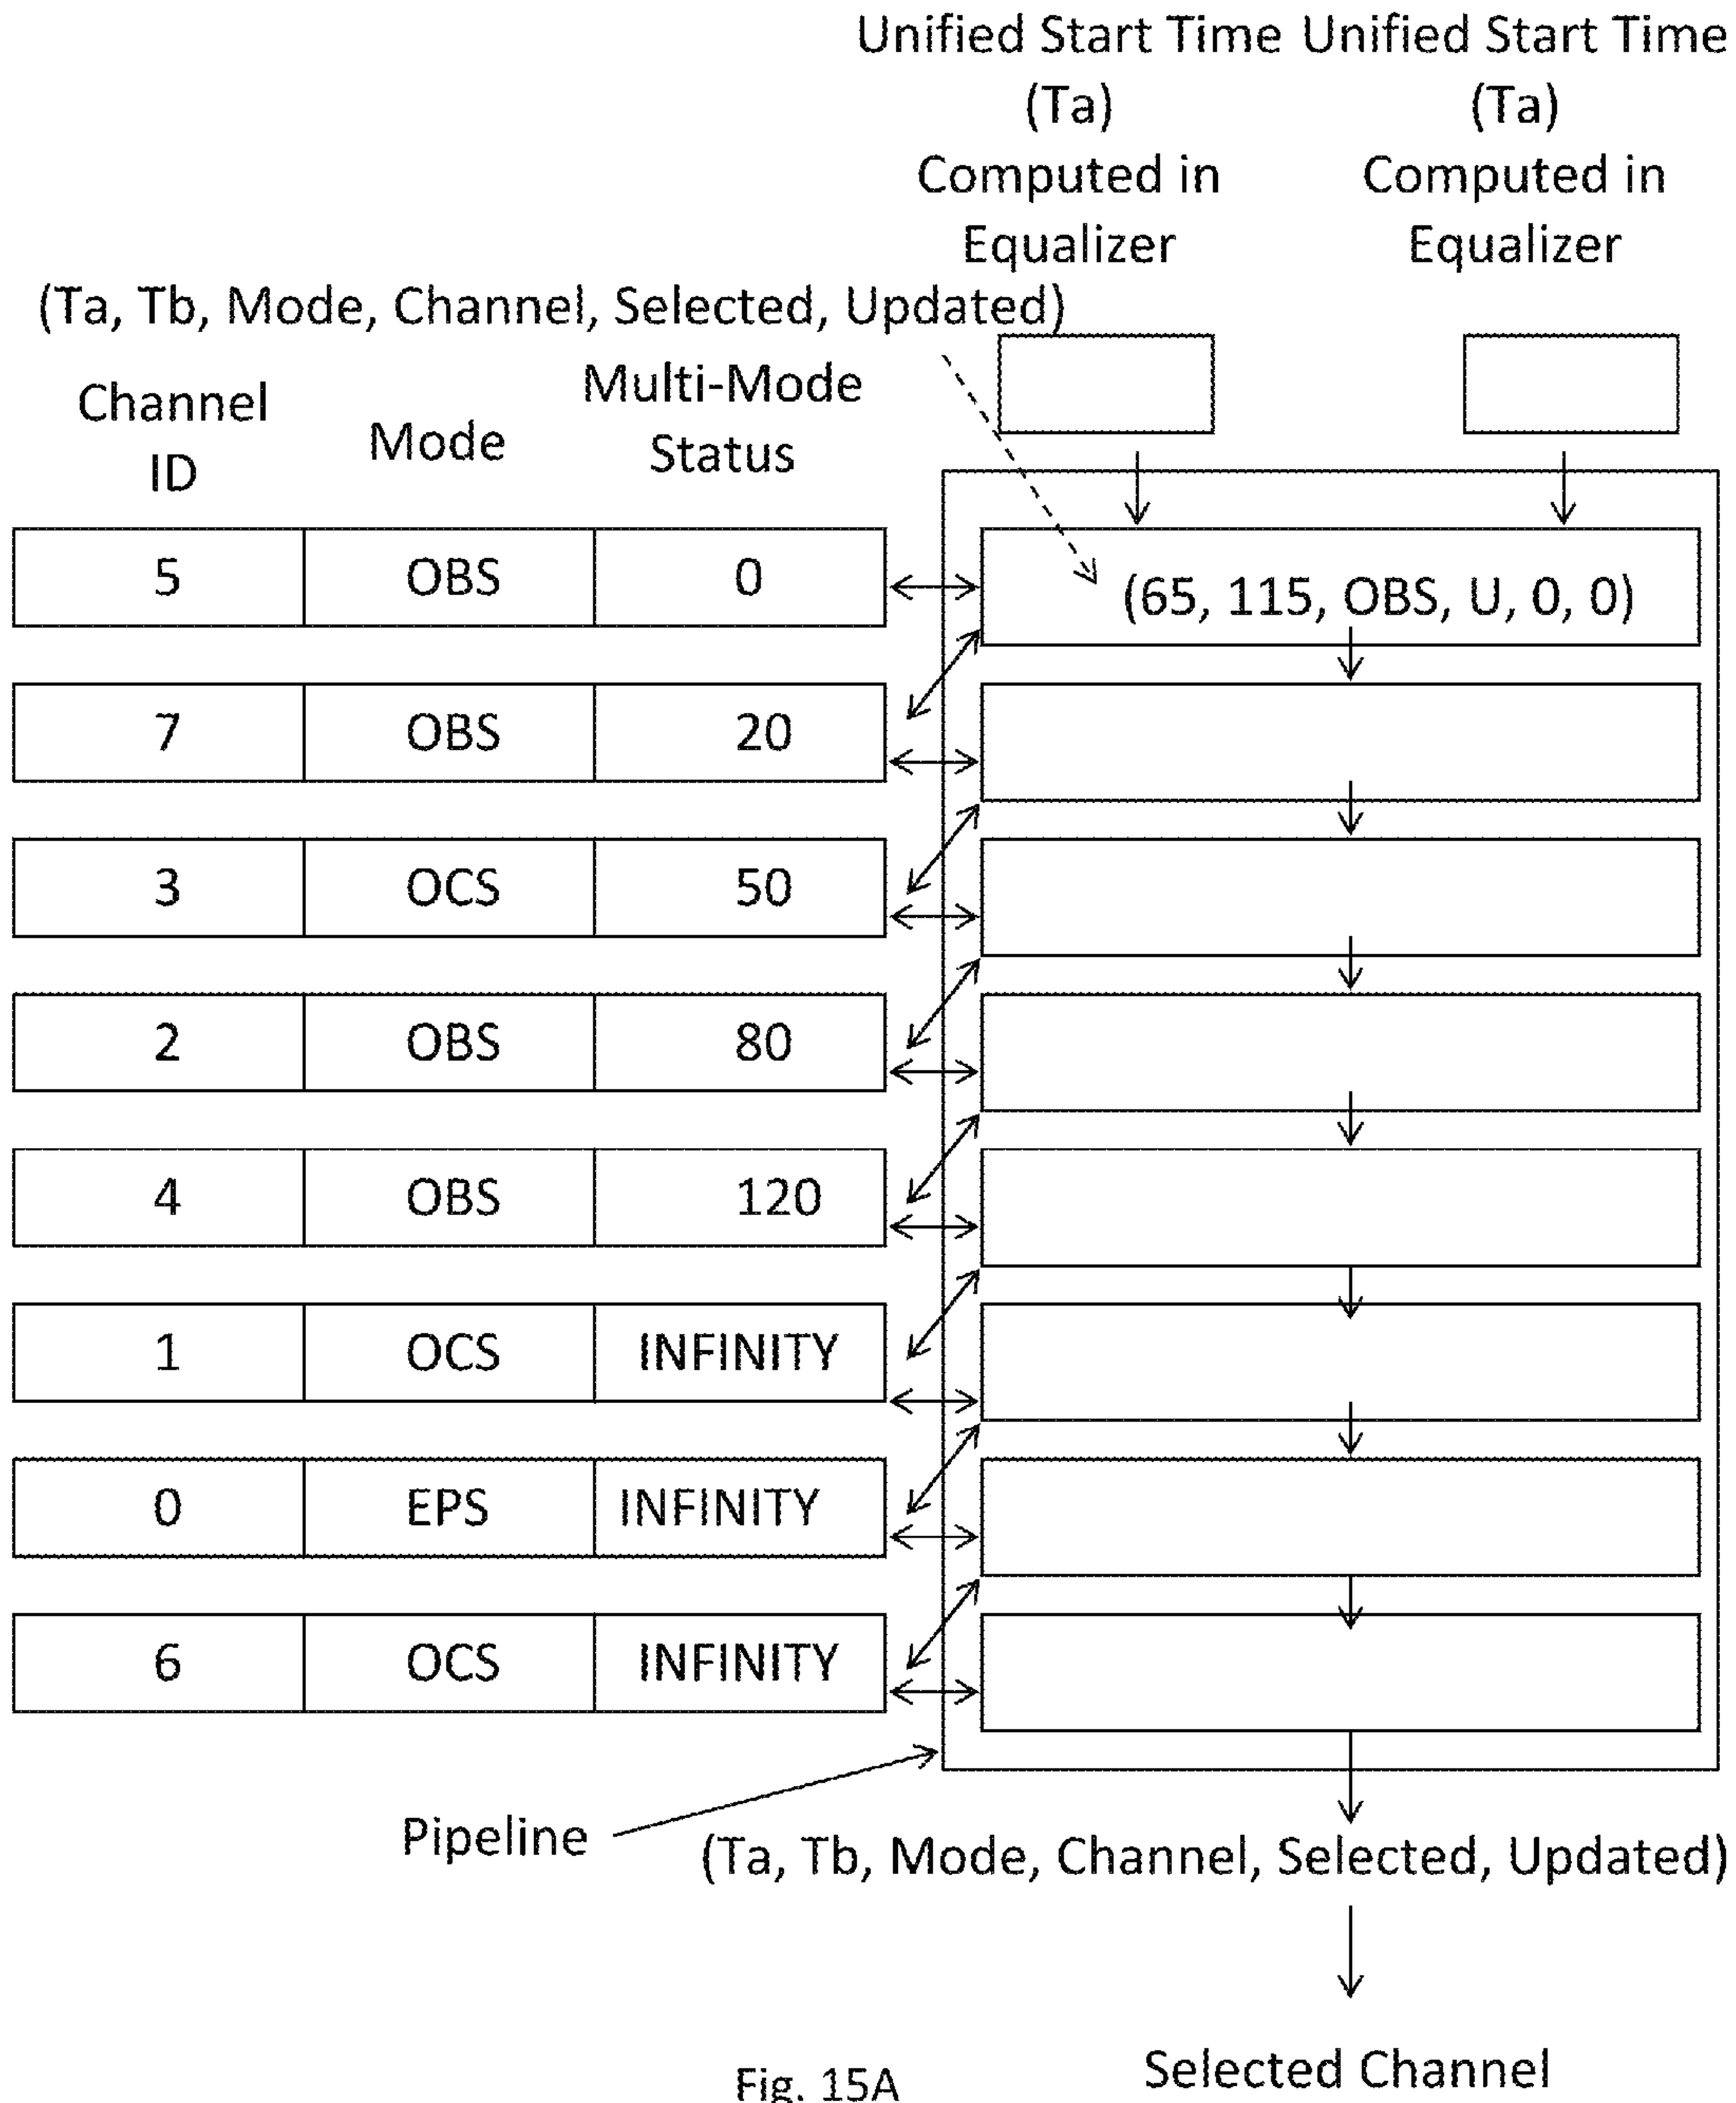 Unified Start Time Unified Start Time
(Ta) (Ta)
Computed in Computed in
Equalizer Equalizer
(Ta, Tb, Mode, Channel, Selected, Updated)
Channel ID Mode Multi-Mode Status
5 OBS 0 (65, 115, OBS, U, 0, 0)
7 OBS 20
3 OCS 50
2 OBS 80
4 OBS 120
1 OCS INFINITY
0 EPS INFINITY
6 OCS INFINITY
Pipeline
(Ta, Tb, Mode, Channel, Selected, Updated)
Selected Channel
Fig. 15A